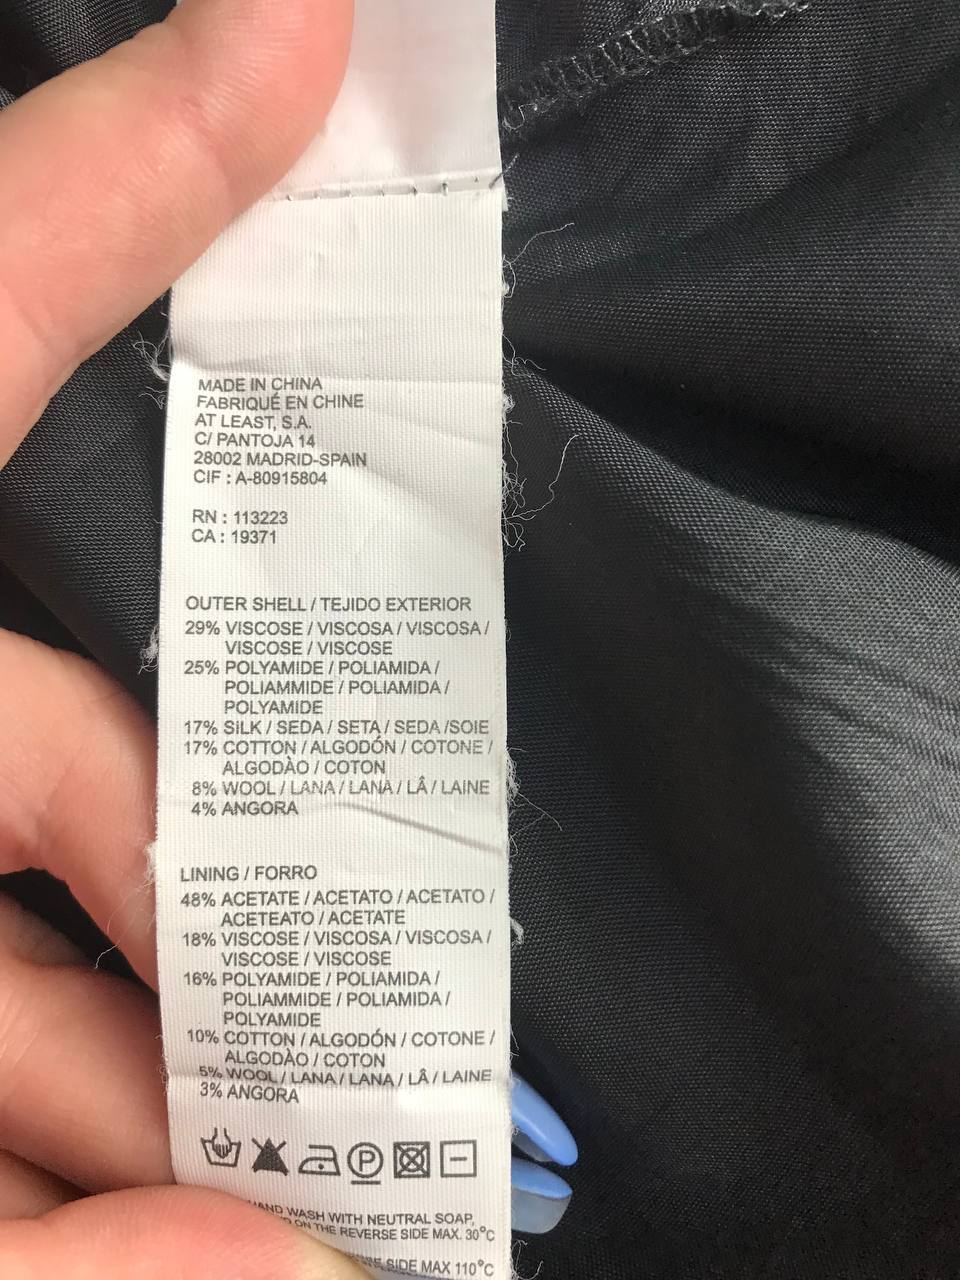 MADE IN CHINA
FABRIQUÉ EN CHINE
AT LEAST, S.A.
C/ PANTOJA 14
28002 MADRID-SPAIN
CIF : A-80915804
RN : 113223
CA : 19371
OUTER SHELL / TEJIDO EXTERIOR
29% VISCOSE / VISCOSA / VISCOSA /
VISCOSE / VISCOSE
25% POLYAMIDE / POLIAMIDA /
POLIAMMIDE / POLIAMIDA /
POLYAMIDE
17% SILK / SEDA / SETA / SEDA /SOIE
17% COTTON / ALGODÓN / COTONE /
ALGODÀO / COTON
8% WOOL / LANA / LANA / LÂ / LAINE
4% ANGORA
LINING / FORRO
48% ACETATE / ACETATO / ACETATO /
ACETEATO / ACETATE
18% VISCOSE / VISCOSA / VISCOSA /
VISCOSE / VISCOSE
16% POLYAMIDE / POLIAMIDA /
POLIAMMIDE / POLIAMIDA /
POLYAMIDE
10% COTTON / ALGODÓN / COTONE /
ALGODÀO / COTON
5% WOOL / LANA / LANA / LÂ / LAINE
3% ANGORA
P
HAND WASH WITH NEUTRAL SOAP,
ON THE REVERSE SIDE MAX. 30°C
SIDE MAX 110°C